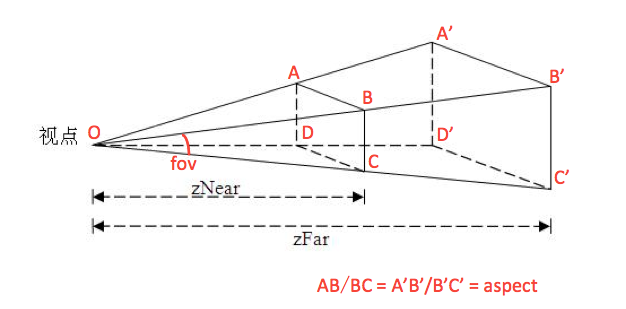 A'
A
B'
B
视点 O
D
D'
fov
C
C'
zNear
zFar
AB/BC = A'B'/B'C' = aspect